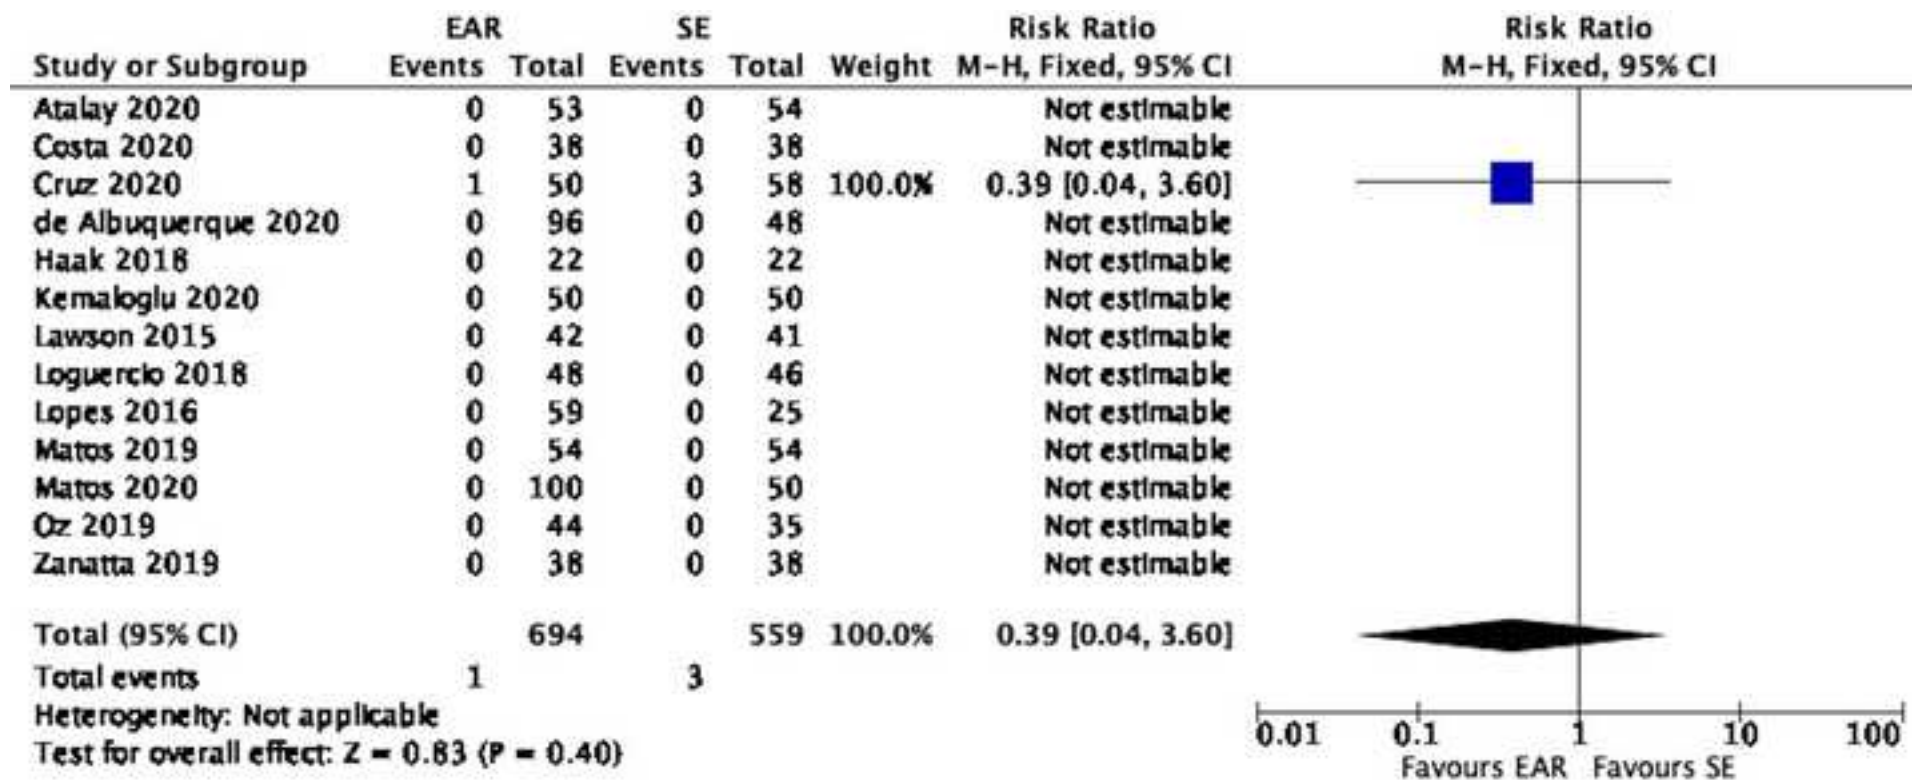 EAR SE Risk Ratio Risk Ratio
Study or Subgroup Events Total Events Total Weight M-H, Fixed, 95% CI M-H, Fixed, 95% CI
Atalay 2020 0 53 0 54 Not estimable
Costa 2020 0 38 0 38 Not estimable
Cruz 2020 1 50 3 58 100.0% 0.39 [0.04, 3.60]
de Albuquerque 2020 0 96 0 48 Not estimable
Haak 2018 0 22 0 22 Not estimable
Kemaloglu 2020 0 50 0 50 Not estimable
Lawson 2015 0 42 0 41 Not estimable
Loguercio 2018 0 48 0 46 Not estimable
Lopes 2016 0 59 0 25 Not estimable
Matos 2019 0 54 0 54 Not estimable
Matos 2020 0 100 0 50 Not estimable
Oz 2019 0 44 0 35 Not estimable
Zanatta 2019 0 38 0 38 Not estimable
Total (95% CI) 694 559 100.0% 0.39 [0.04, 3.60]
Total events 1 3
Heterogeneity: Not applicable
Test for overall effect: Z = 0.83 (P = 0.40)
0.01 0.1 1 10 100
Favours EAR Favours SE